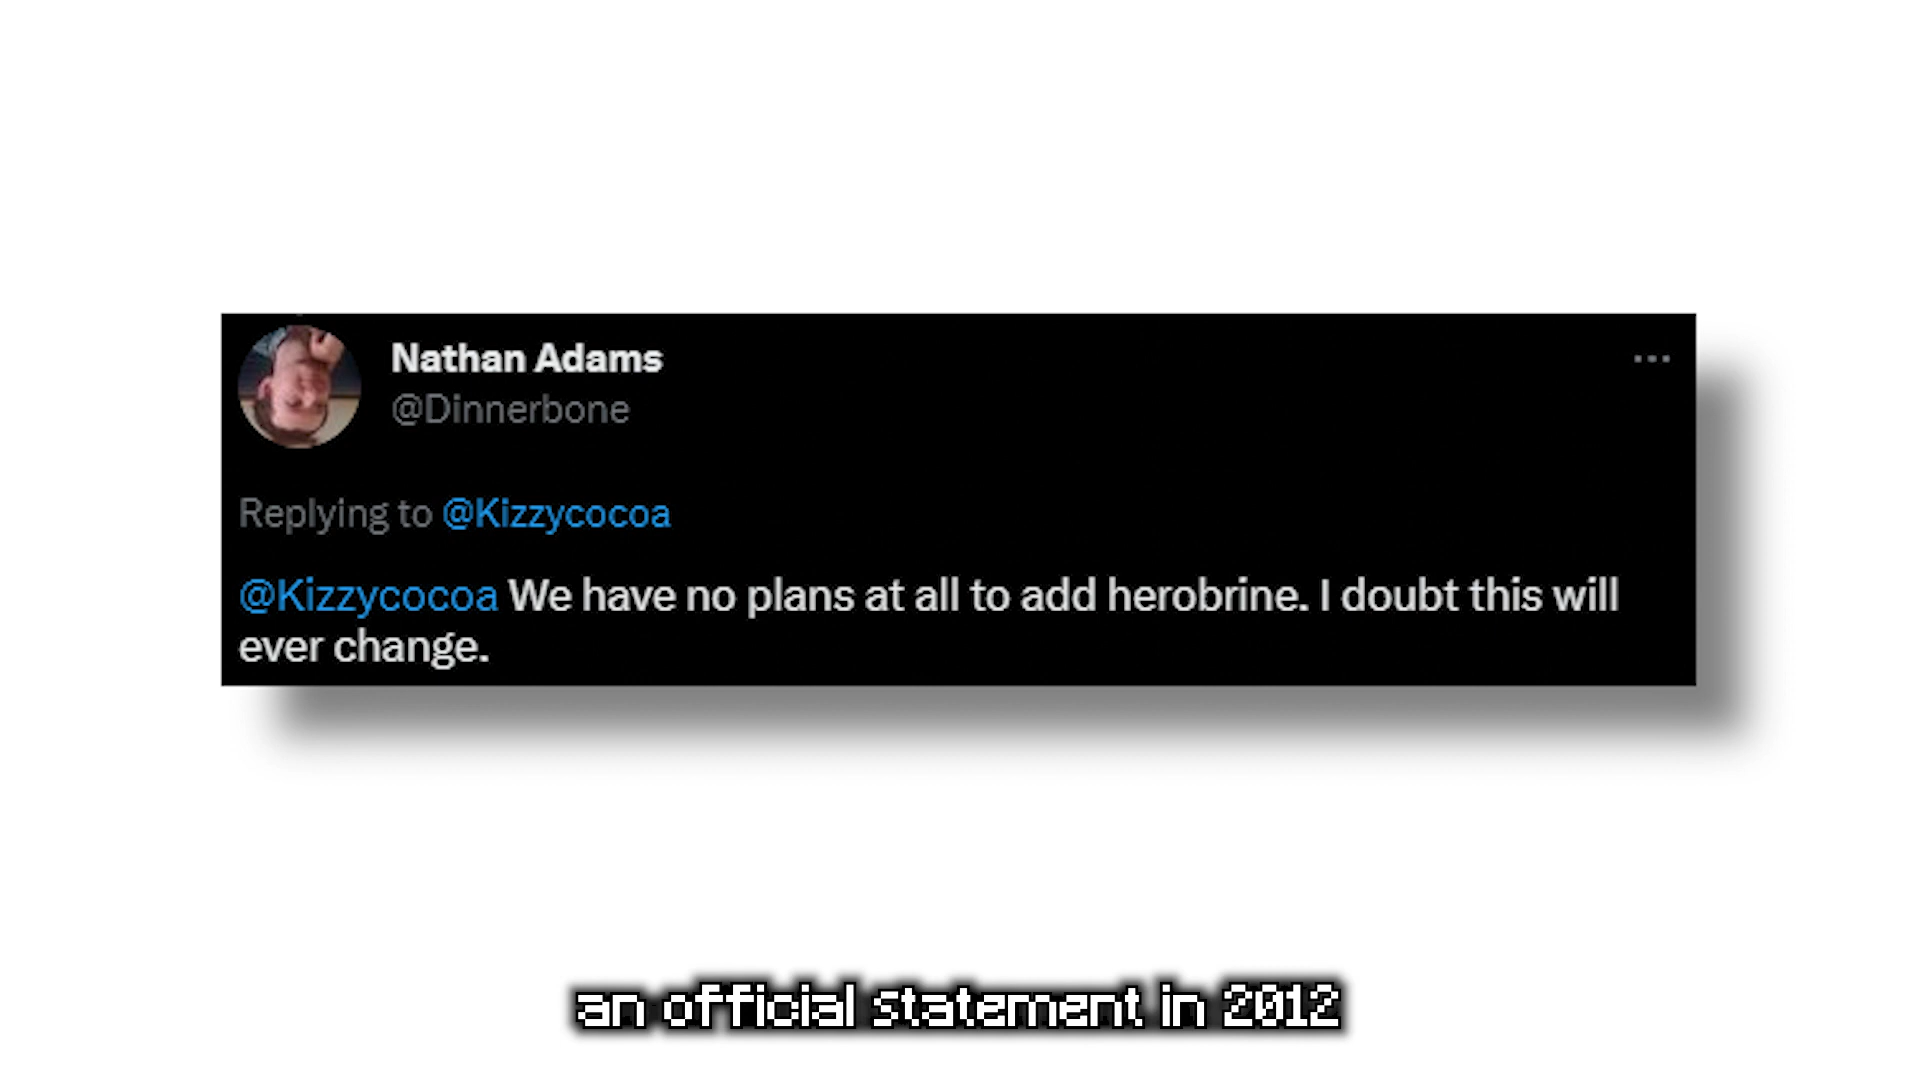 Nathan Adams
@Dinnerbone
Replying to @Kizzycocoa
@Kizzycocoa We have no plans at all to add herobrine. I doubt this will
ever change.
an official statement in 2012